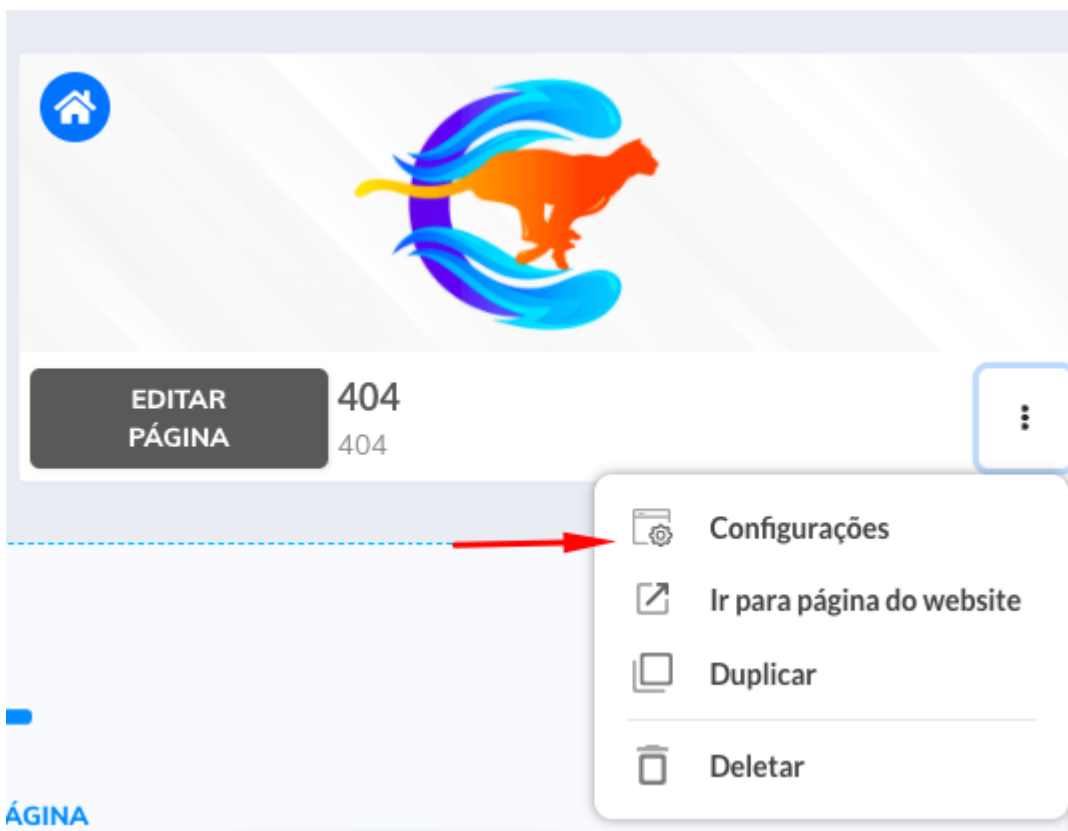 EDITAR
PÁGINA
404
404
Configurações
Ir para página do website
Duplicar
Deletar
ÁGINA